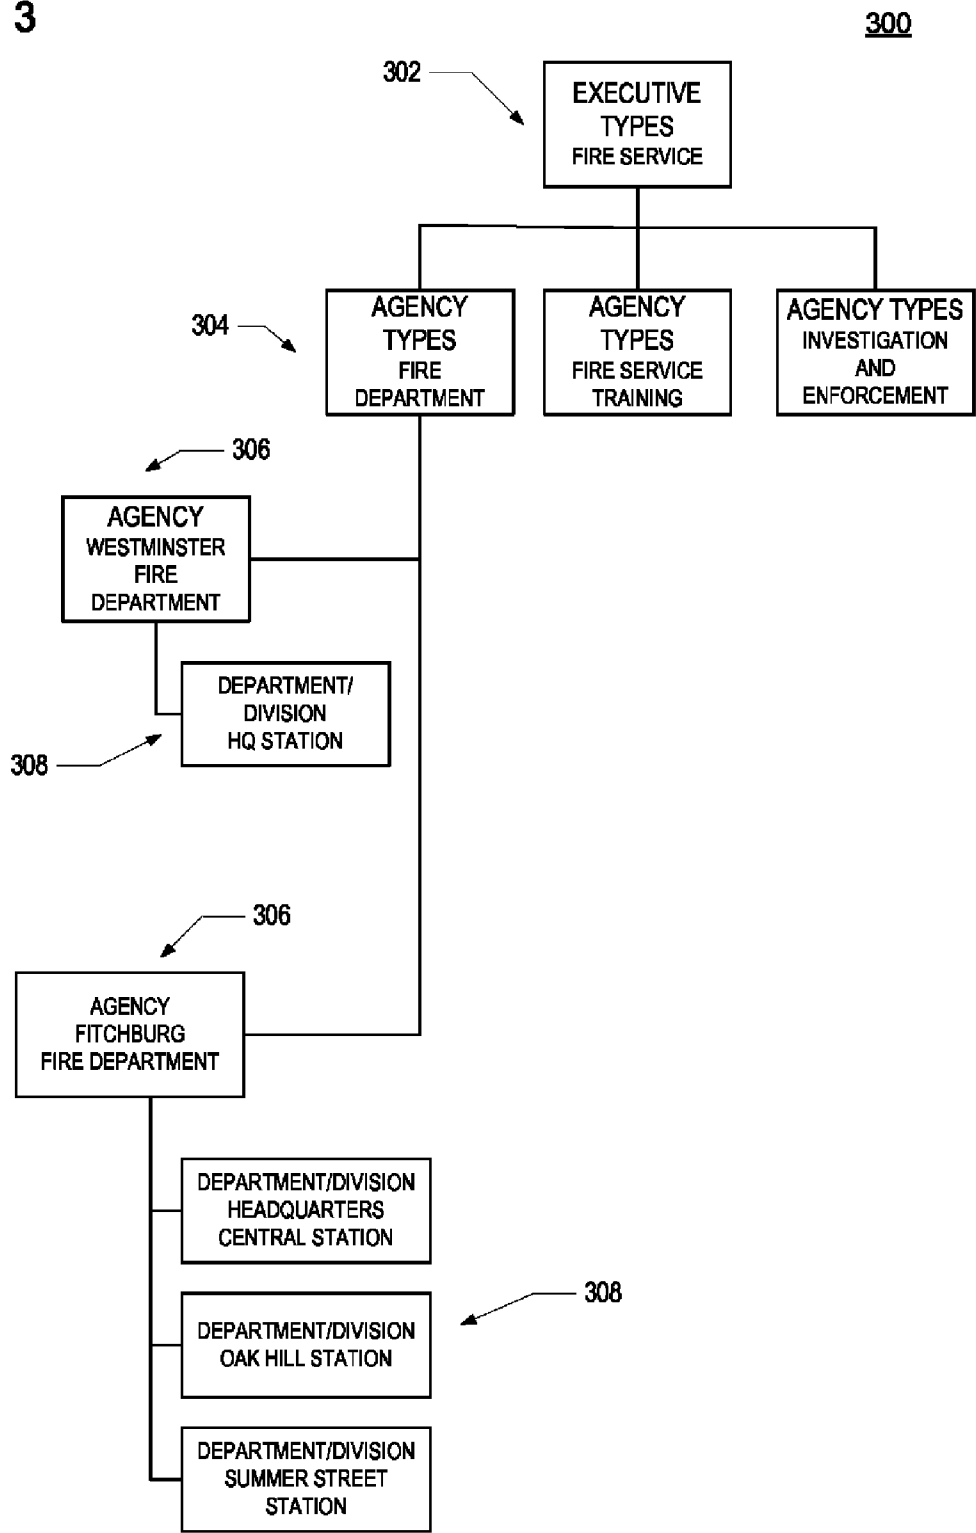 3
300
302
EXECUTIVE
TYPES
FIRE SERVICE
304
AGENCY
TYPES
FIRE
DEPARTMENT
AGENCY
TYPES
FIRE SERVICE
TRAINING
AGENCY TYPES
INVESTIGATION
AND
ENFORCEMENT
306
AGENCY
WESTMINSTER
FIRE
DEPARTMENT
DEPARTMENT/
DIVISION
HQ STATION
308
306
AGENCY
FITCHBURG
FIRE DEPARTMENT
DEPARTMENT/DIVISION
HEADQUARTERS
CENTRAL STATION
308
DEPARTMENT/DIVISION
OAK HILL STATION
DEPARTMENT/DIVISION
SUMMER STREET
STATION